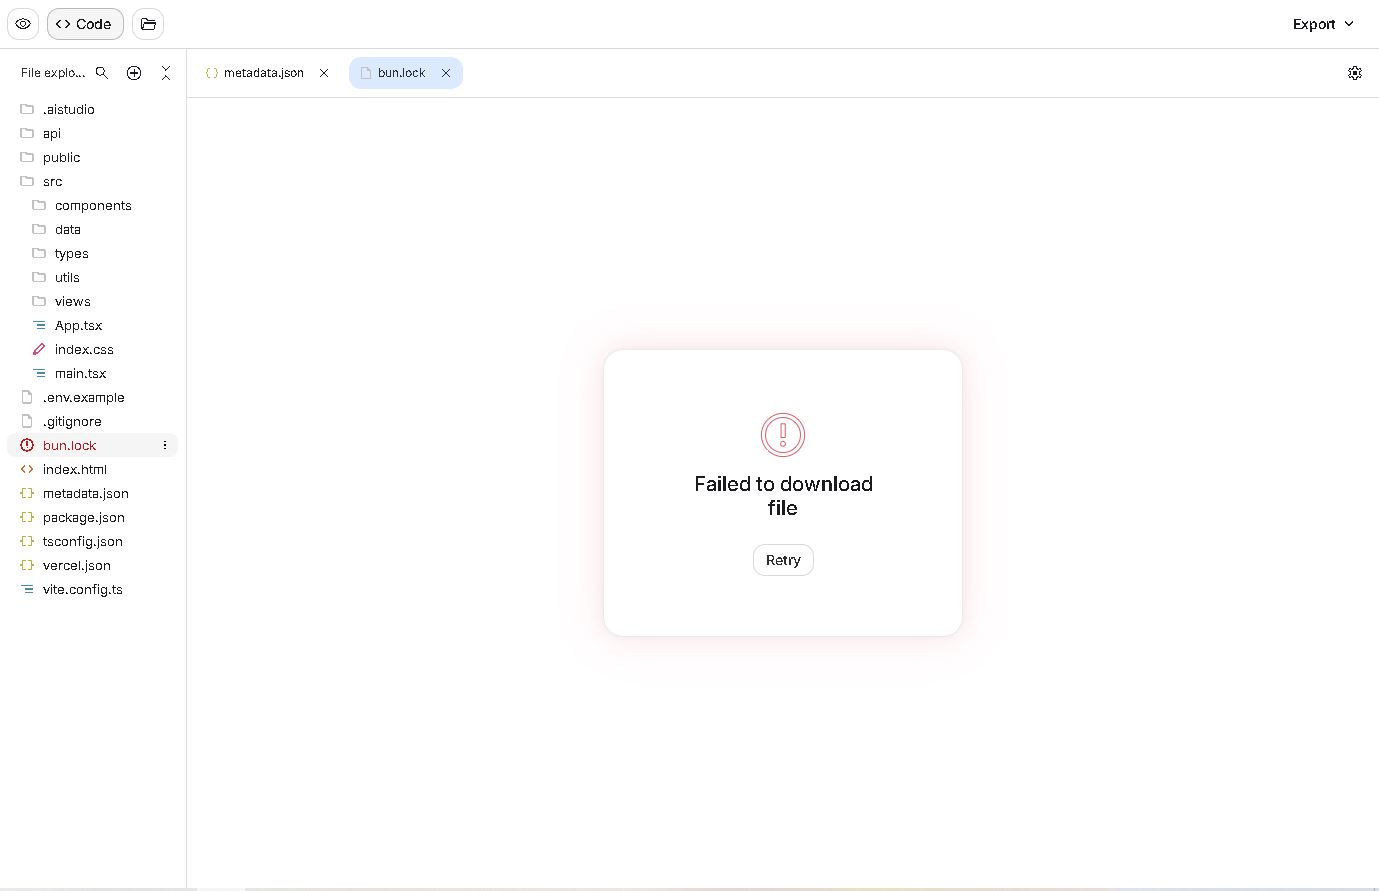 Code
Export
File explo...
metadata.json
bun.lock
.aistudio
api
public
src
components
data
types
utils
views
App.tsx
index.css
main.tsx
.env.example
.gitignore
bun.lock
index.html
metadata.json
package.json
tsconfig.json
vercel.json
vite.config.ts
Failed to download
file
Retry